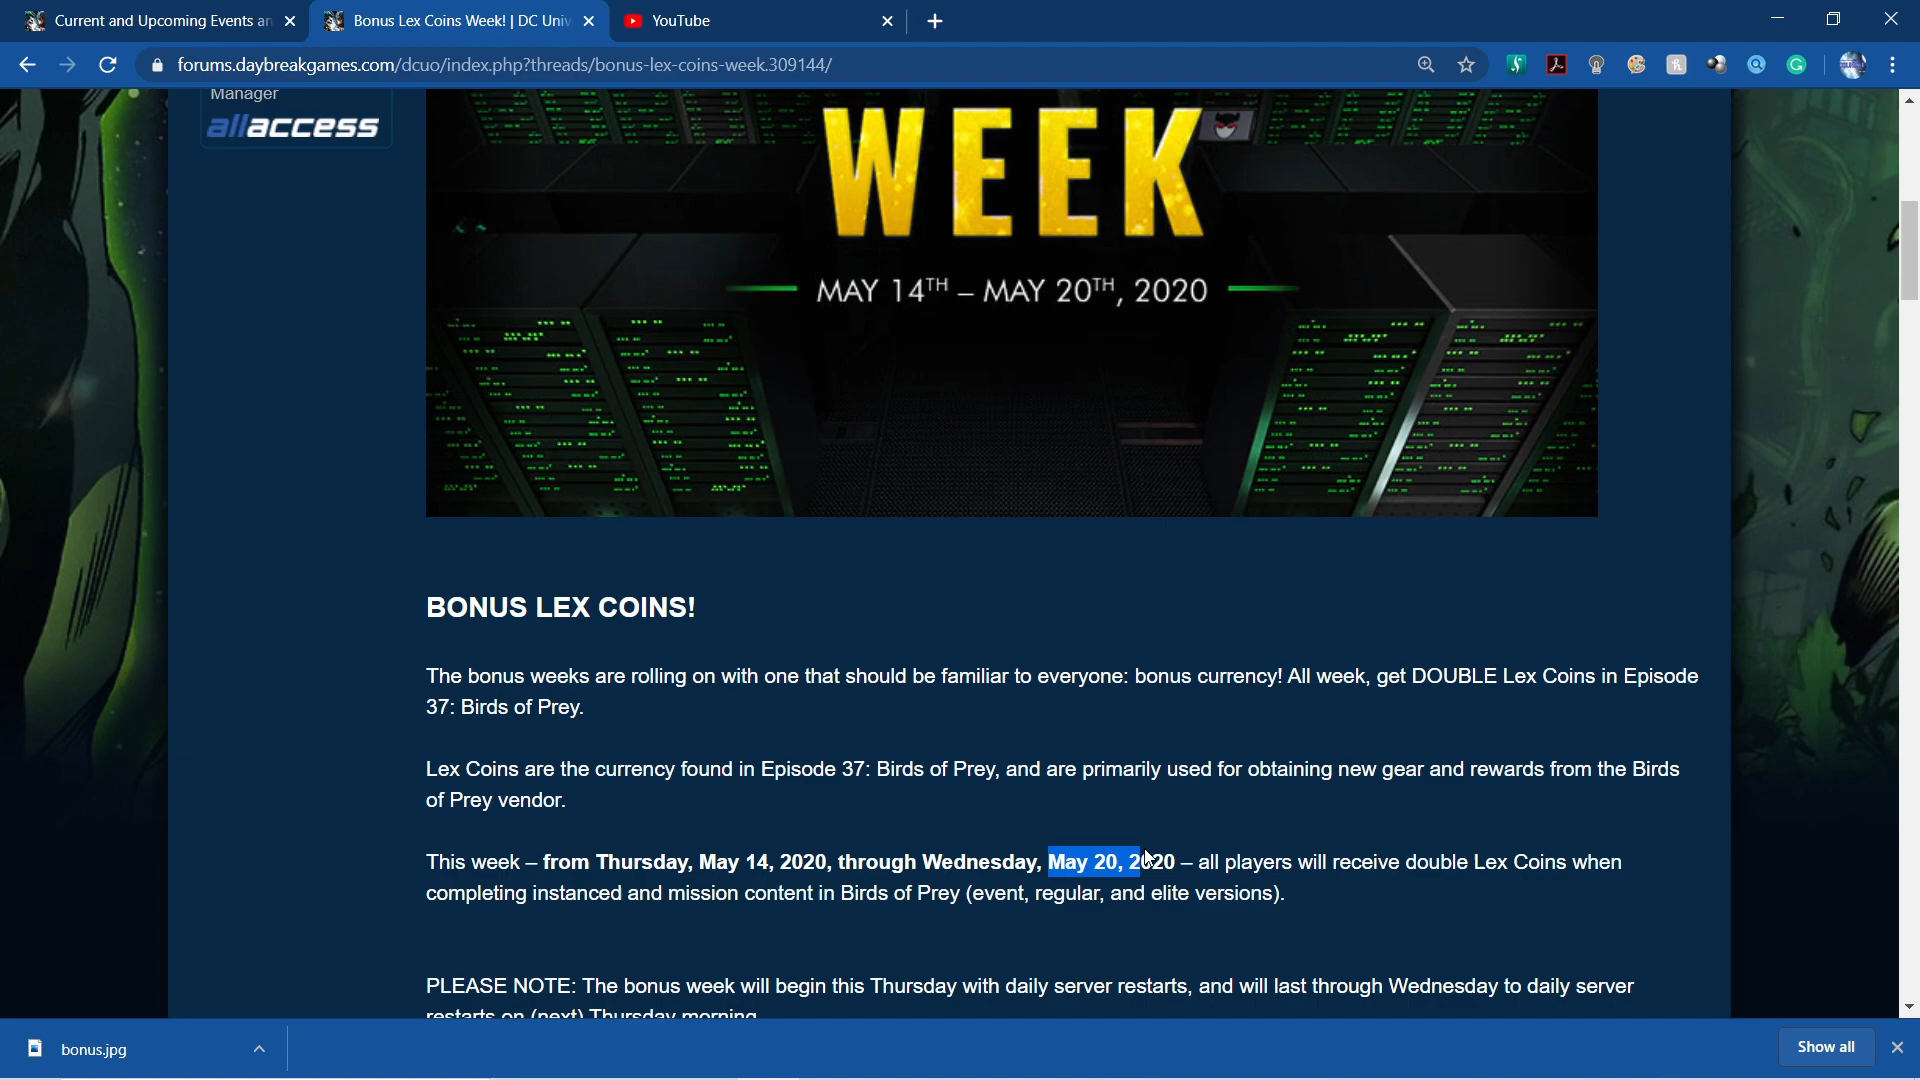 Current and Upcoming Events an
Bonus Lex Coins Week! | DC Univ
YouTube
forums.daybreakgames.com/dcuo/index.php?threads/bonus-lex-coins-week.309144/
Manager
allaccess
WEEK
MAY 14TH – MAY 20TH, 2020
BONUS LEX COINS!
The bonus weeks are rolling on with one that should be familiar to everyone: bonus currency! All week, get DOUBLE Lex Coins in Episode
37: Birds of Prey.
Lex Coins are the currency found in Episode 37: Birds of Prey, and are primarily used for obtaining new gear and rewards from the Birds
of Prey vendor.
This week – from Thursday, May 14, 2020, through Wednesday, May 20, 2020 – all players will receive double Lex Coins when
completing instanced and mission content in Birds of Prey (event, regular, and elite versions).
PLEASE NOTE: The bonus week will begin this Thursday with daily server restarts, and will last through Wednesday to daily server
restarts on (next) Thursday morning
bonus.jpg
Show all